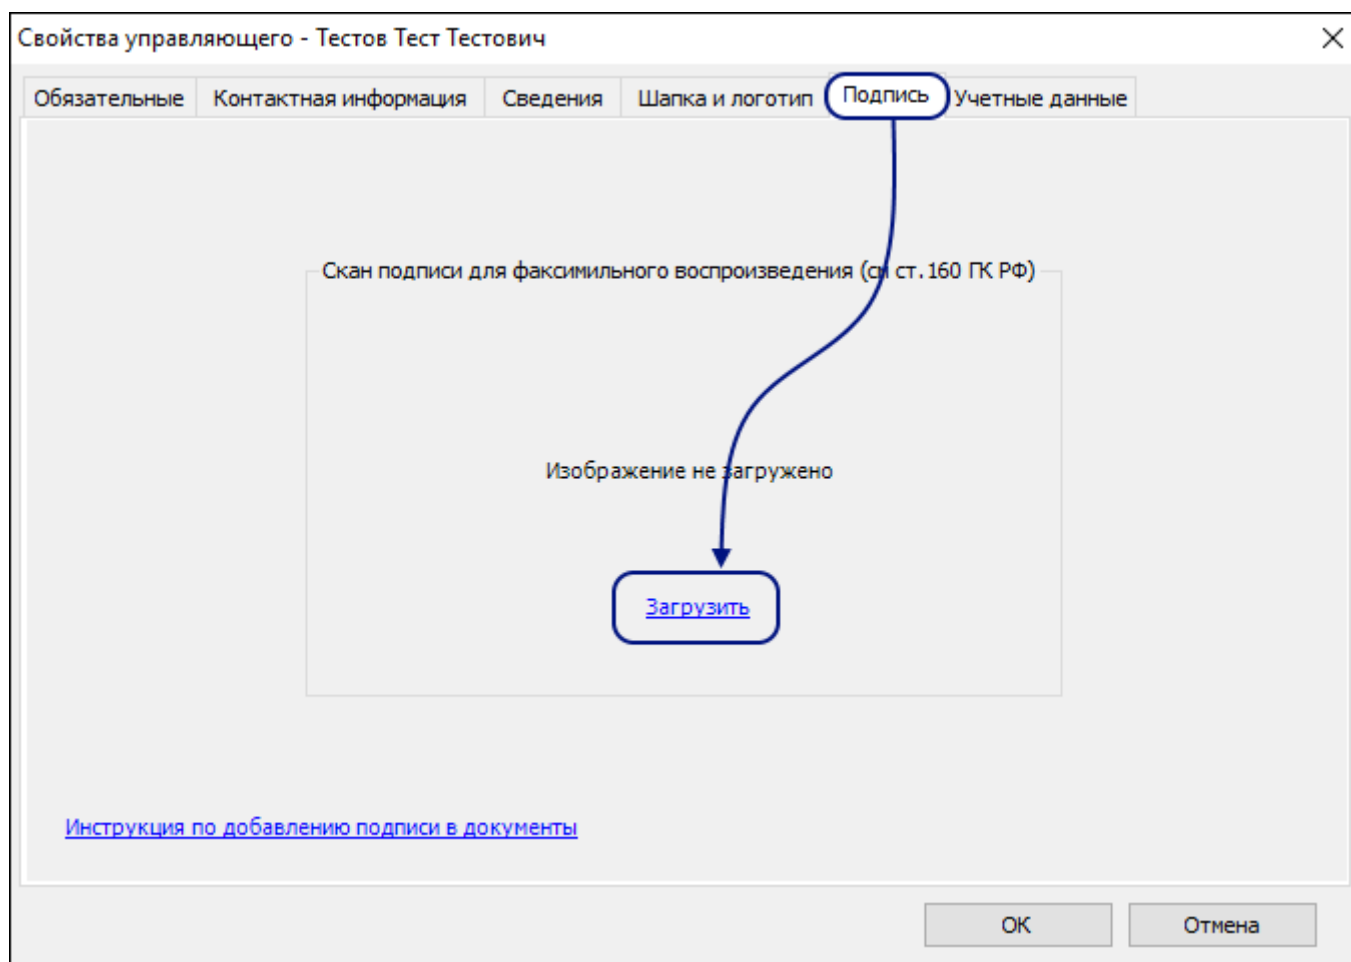 Свойства управляющего - Тестов Тест Тестович
Обязательные Контактная информация Сведения Шапка и логотип Подпись Учетные данные
Скан подписи для факсимильного воспроизведения (см ст.160 ГК РФ)
Изображение не загружено
Загрузить
Инструкция по добавлению подписи в документы
ОК Отмена